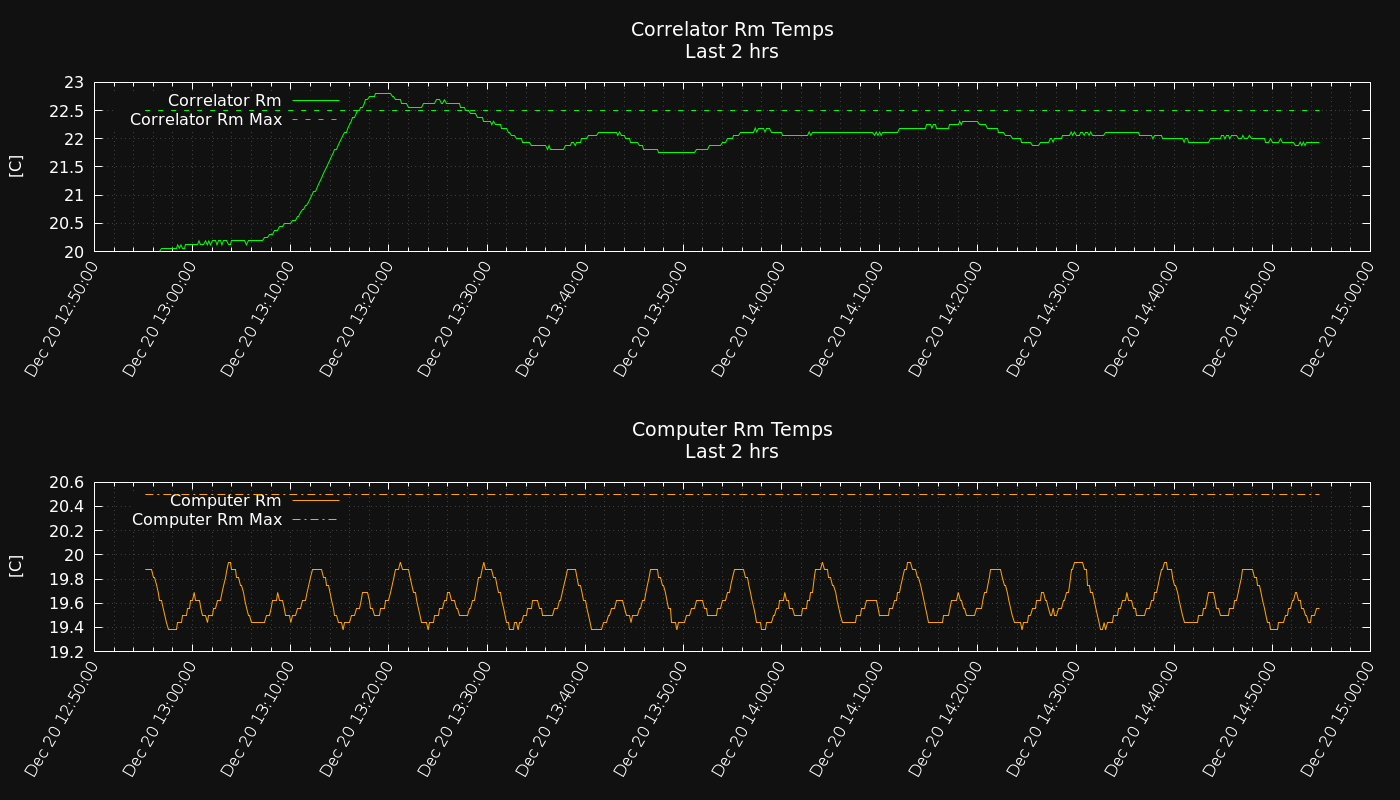 Correlator Rm Temps
Last 2 hrs
23
22.5
22
21.5
21
20.5
20
[C]
Correlator Rm
Correlator Rm Max
Dec 20 12:50:00
Dec 20 13:00:00
Dec 20 13:10:00
Dec 20 13:20:00
Dec 20 13:30:00
Dec 20 13:40:00
Dec 20 13:50:00
Dec 20 14:00:00
Dec 20 14:10:00
Dec 20 14:20:00
Dec 20 14:30:00
Dec 20 14:40:00
Dec 20 14:50:00
Dec 20 15:00:00
Computer Rm Temps
Last 2 hrs
20.6
20.4
20.2
20
19.8
19.6
19.4
19.2
[C]
Computer Rm
Computer Rm Max
Dec 20 12:50:00
Dec 20 13:00:00
Dec 20 13:10:00
Dec 20 13:20:00
Dec 20 13:30:00
Dec 20 13:40:00
Dec 20 13:50:00
Dec 20 14:00:00
Dec 20 14:10:00
Dec 20 14:20:00
Dec 20 14:30:00
Dec 20 14:40:00
Dec 20 14:50:00
Dec 20 15:00:00